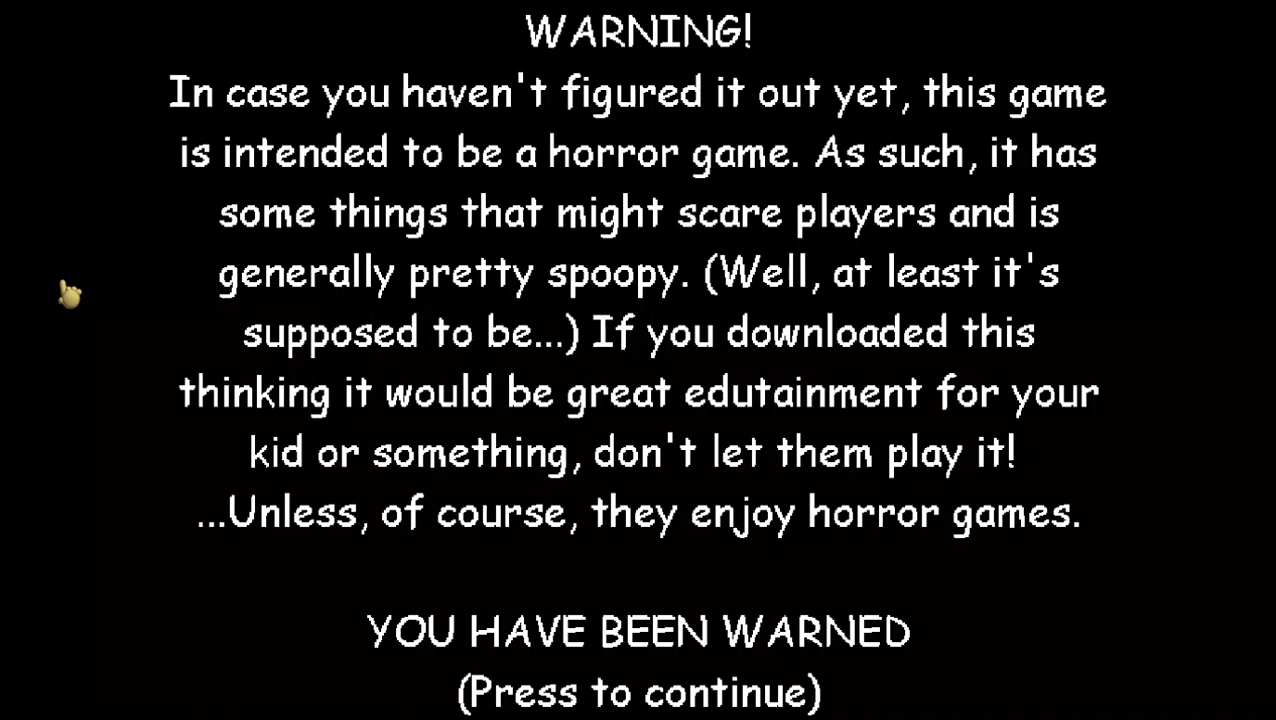 WARNING!
In case you haven't figured it out yet, this game
is intended to be a horror game. As such, it has
some things that might scare players and is
generally pretty spoopy. (Well, at least it's
supposed to be...) If you downloaded this
thinking it would be great edutainment for your
kid or something, don't let them play it!
...Unless, of course, they enjoy horror games.
YOU HAVE BEEN WARNED
(Press to continue)